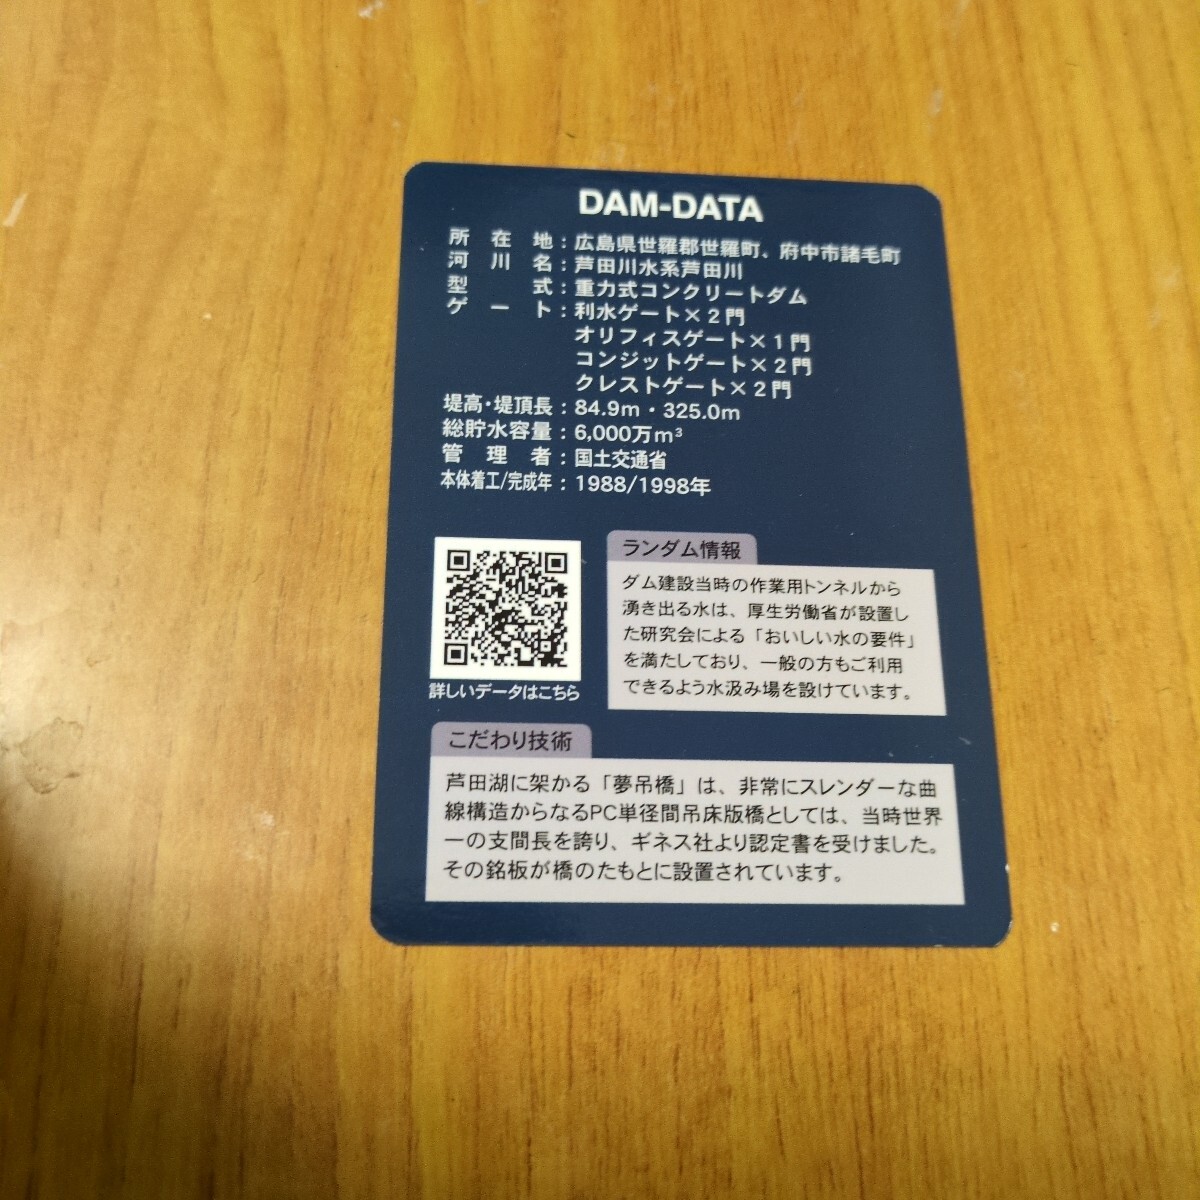 DAM-DATA
所在地：広島県世羅郡世羅町、府中市諸毛町
河川名：芦田川水系芦田川
型式：重力式コンクリートダム
ゲート：利水ゲート×2門
オリフィスゲート×1門
コンジットゲート×2門
クレストゲート×2門
堤高・堤頂長：84.9m・325.0m
総貯水容量：6,000万m³
管理者：国土交通省
本体着工/完成年：1988/1998年
詳しいデータはこちら
ランダム情報
ダム建設当時の作業用トンネルから
湧き出る水は、厚生労働省が設置し
た研究会による「おいしい水の要件」
を満たしており、一般の方もご利用
できるよう水汲み場を設けています。
こだわり技術
芦田湖に架かる「夢吊橋」は、非常にスレンダーな曲
線構造からなるPC単径間吊床版橋としては、当時世界
一の支間長を誇り、ギネス社より認定書を受けました。
その銘板が橋のたもとに設置されています。